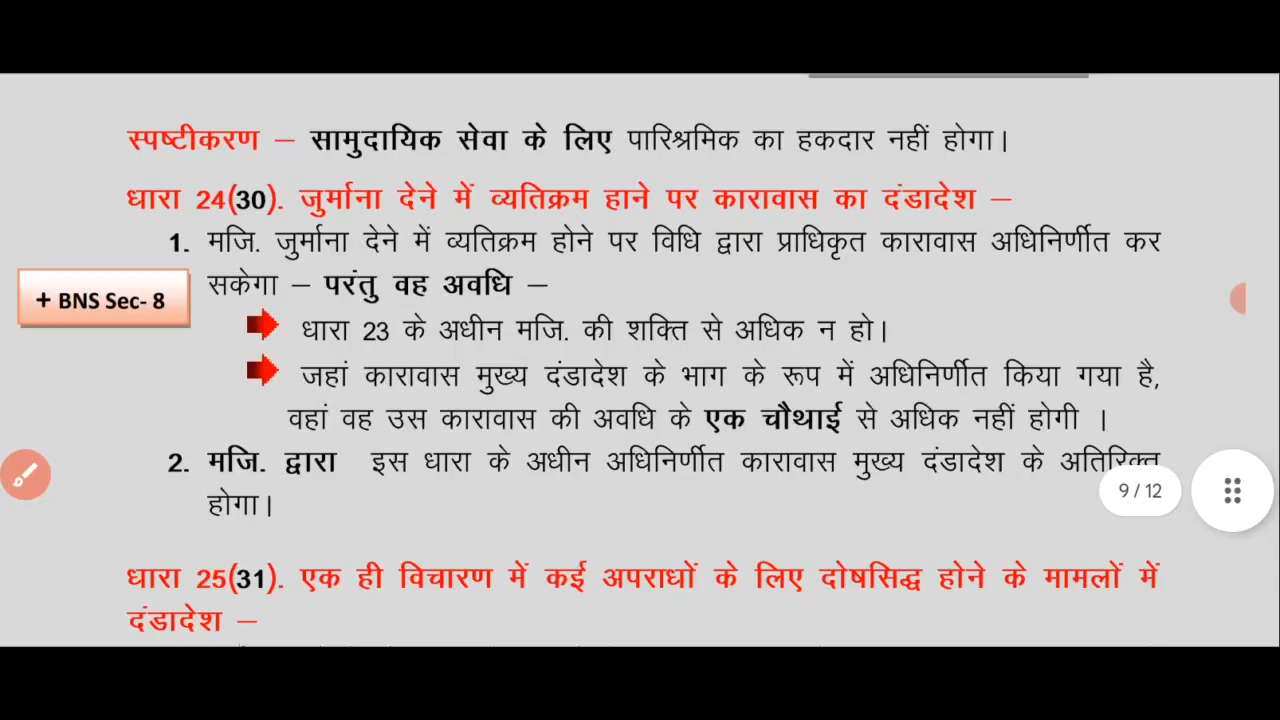 स्पष्टीकरण – सामुदायिक सेवा के लिए पारिश्रमिक का हकदार नहीं होगा।
धारा 24(30). जुर्माना देने में व्यतिक्रम हाने पर कारावास का दंडादेश –
1. मजि. जुर्माना देने में व्यतिक्रम होने पर विधि द्वारा प्राधिकृत कारावास अधिनिर्णीत कर
सकेगा – परंतु वह अवधि –
+ BNS Sec- 8
धारा 23 के अधीन मजि. की शक्ति से अधिक न हो।
जहां कारावास मुख्य दंडादेश के भाग के रूप में अधिनिर्णीत किया गया है,
वहां वह उस कारावास की अवधि के एक चौथाई से अधिक नहीं होगी ।
2. मजि. द्वारा इस धारा के अधीन अधिनिर्णीत कारावास मुख्य दंडादेश के अतिरिक्त
होगा।
9 / 12
धारा 25(31). एक ही विचारण में कई अपराधों के लिए दोषसिद्ध होने के मामलों में
दंडादेश –